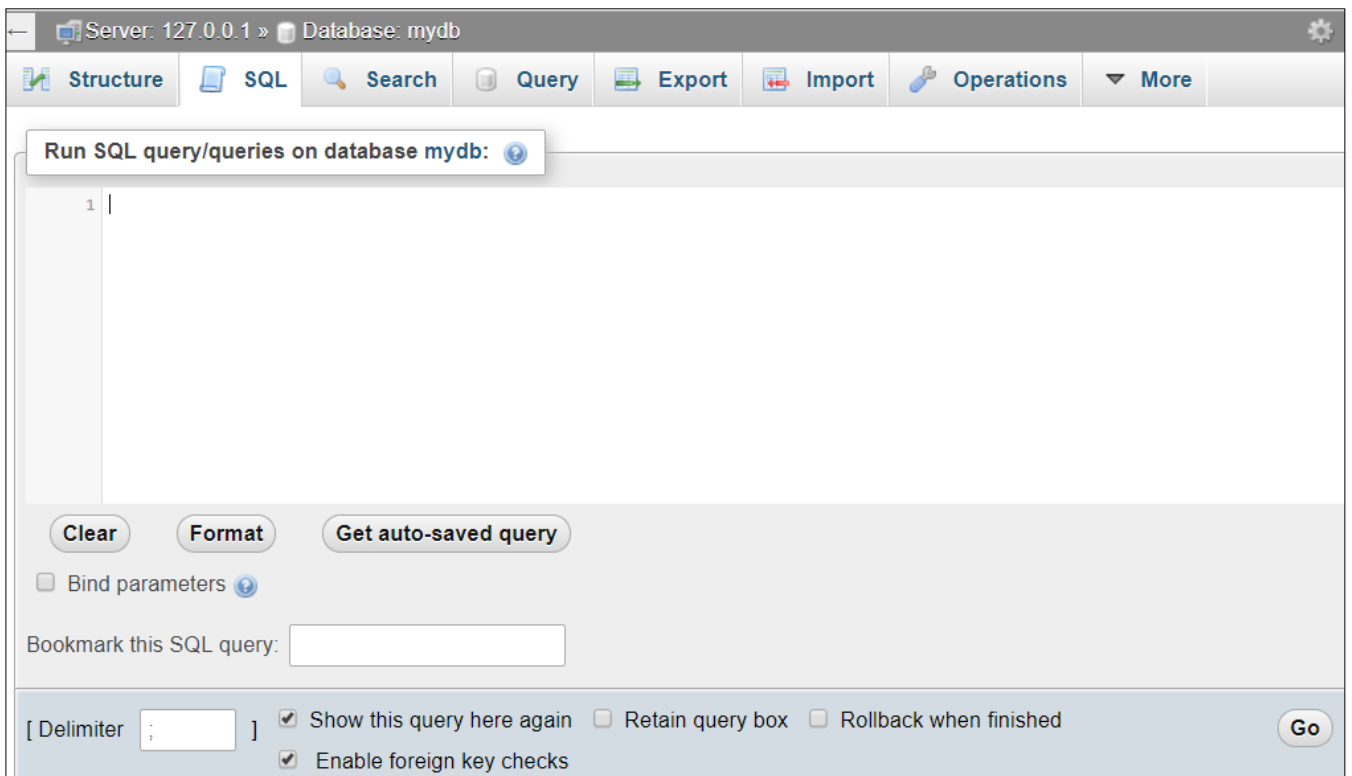 Server: 127.0.0.1 » Database: mydb
Structure SQL Search Query Export Import Operations More
Run SQL query/queries on database mydb:
1
Clear Format Get auto-saved query
Bind parameters
Bookmark this SQL query:
[ Delimiter ; ] Show this query here again Retain query box Rollback when finished Go
Enable foreign key checks